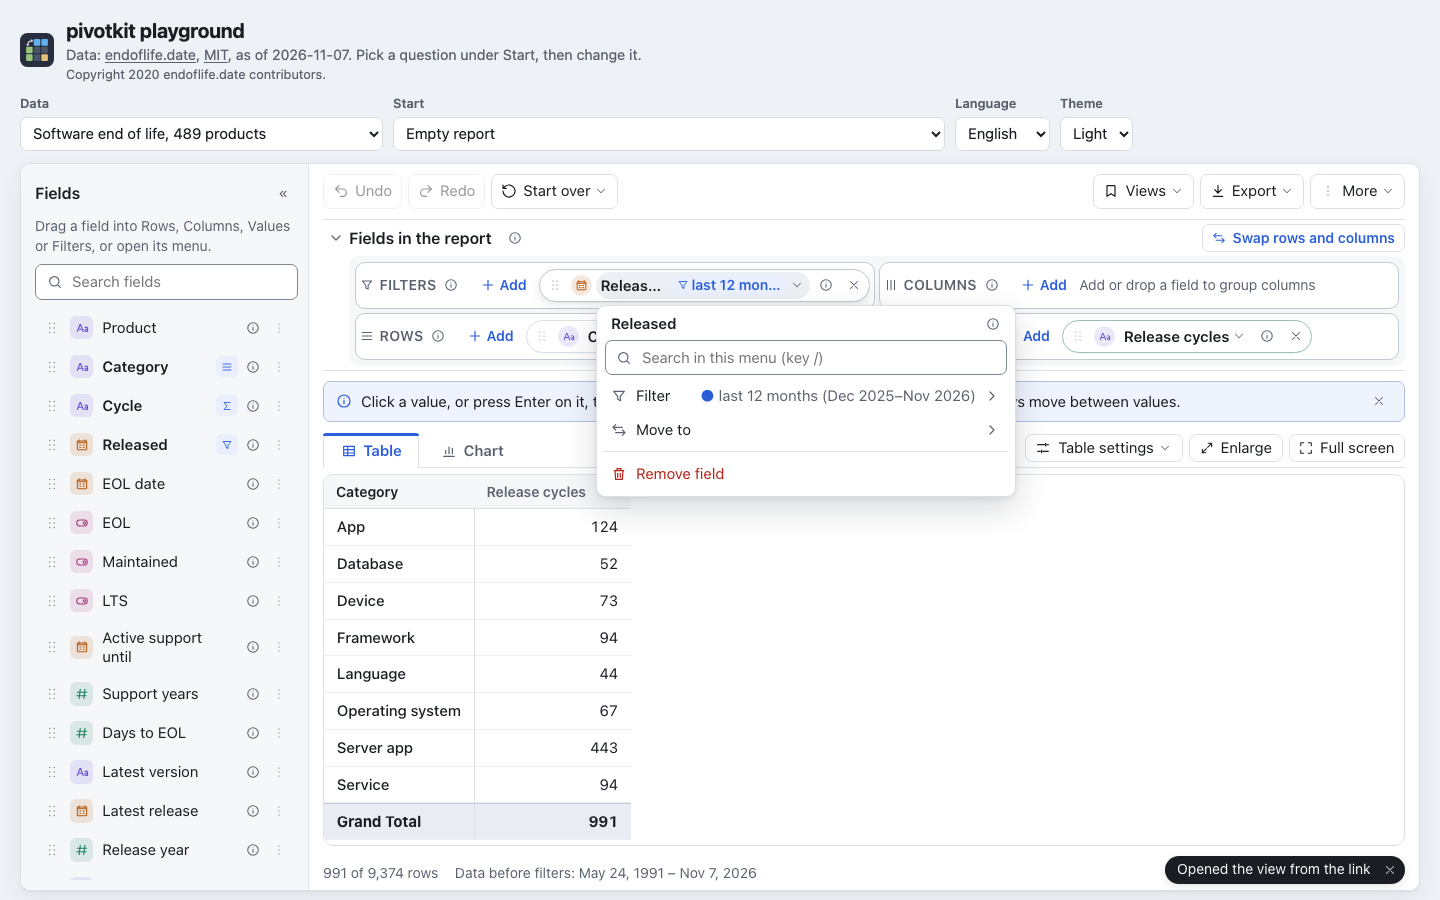 pivotkit playground
Data: endoflife.date, MIT, as of 2026-11-07. Pick a question under Start, then change it.
Copyright 2020 endoflife.date contributors.
Data
Start
Language
Theme
Software end of life, 489 products
Empty report
English
Light
Fields
«
Drag a field into Rows, Columns, Values
or Filters, or open its menu.
Search fields
Aa Product
Aa Category
Aa Cycle Σ
Released
EOL date
EOL
Maintained
LTS
Active support
until
# Support years
# Days to EOL
Aa Latest version
Latest release
# Release year
Undo
Redo
Start over
Views
Export
More
Fields in the report
Swap rows and columns
FILTERS
+ Add
Releas...
last 12 mon...
COLUMNS
+ Add
Add or drop a field to group columns
ROWS
+ Add
Aa C
Add
Aa Release cycles
Released
Search in this menu (key /)
Filter
last 12 months (Dec 2025–Nov 2026)
Move to
Remove field
Click a value, or press Enter on it, t
s move between values.
Table
Chart
Table settings
Enlarge
Full screen
Category Release cycles
App 124
Database 52
Device 73
Framework 94
Language 44
Operating system 67
Server app 443
Service 94
Grand Total 991
991 of 9,374 rows
Data before filters: May 24, 1991 – Nov 7, 2026
Opened the view from the link